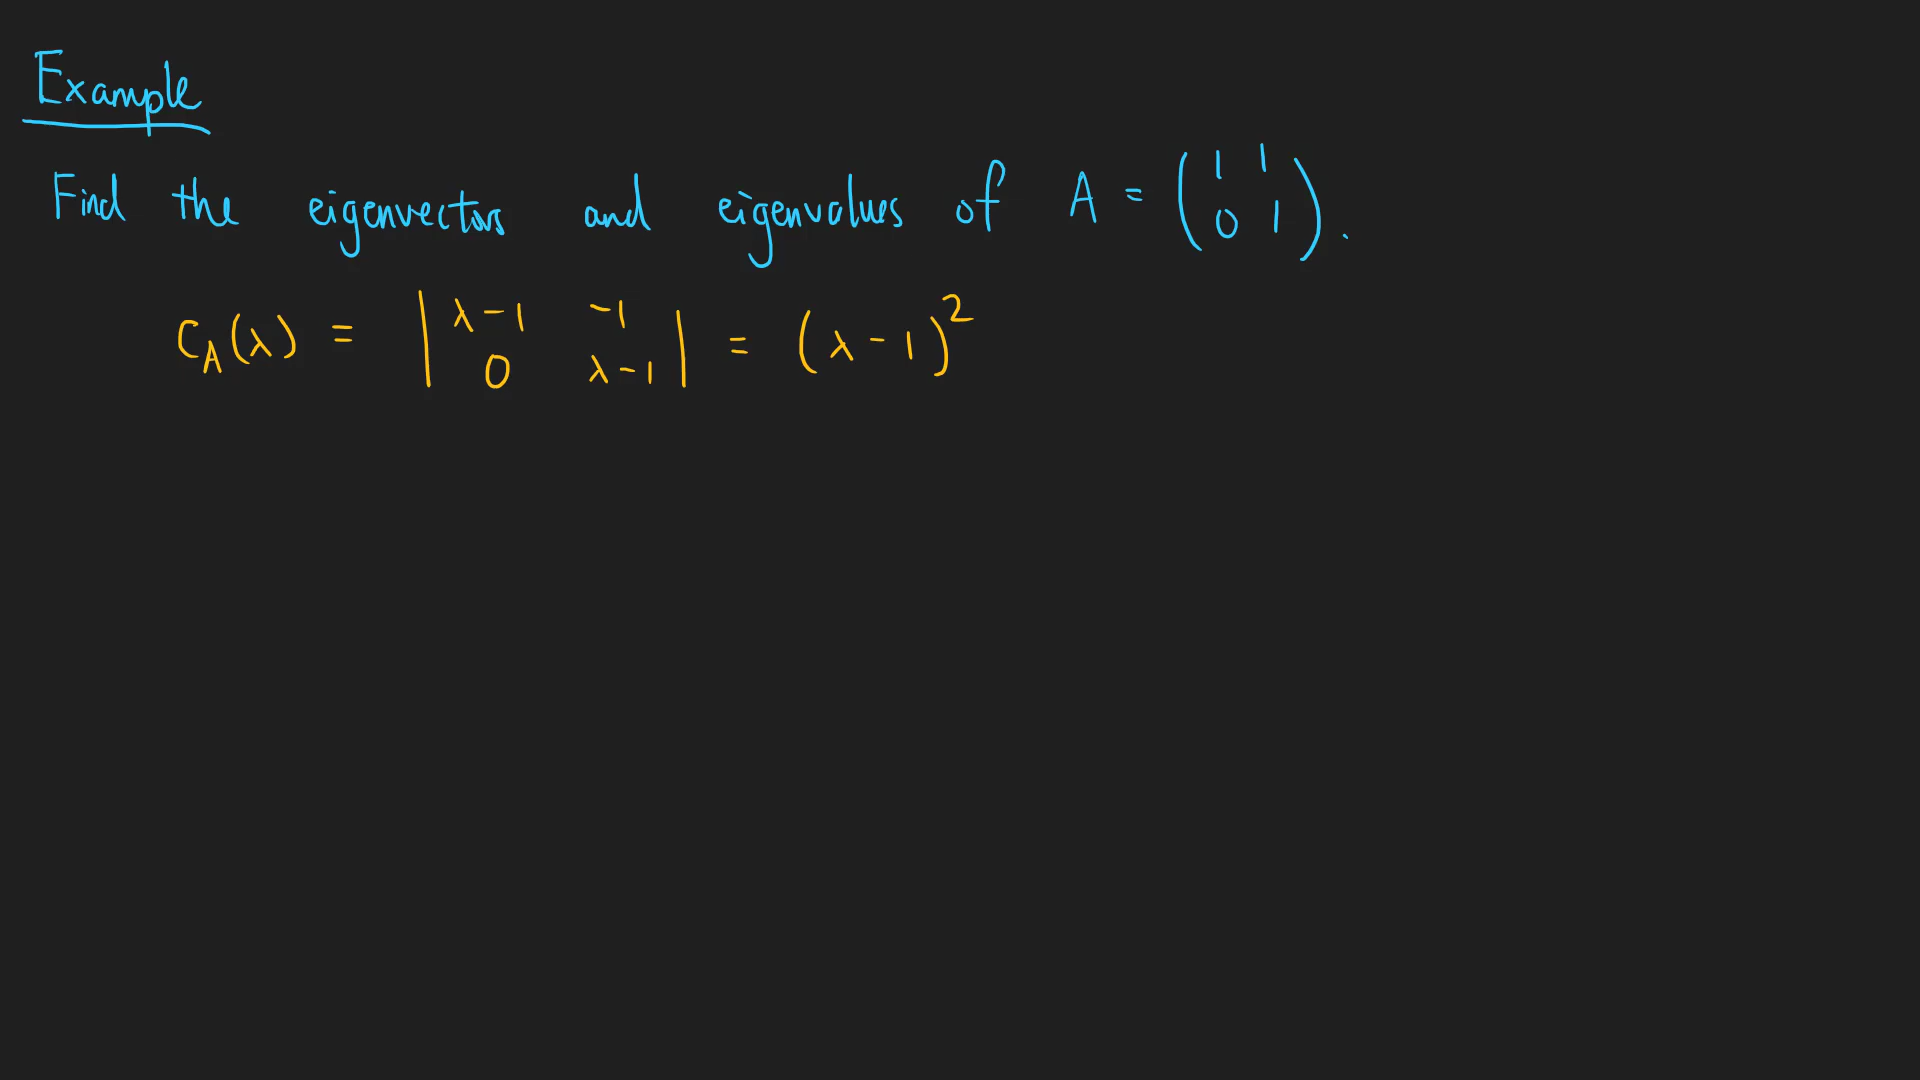 Example
Find the eigenvectors and eigenvalues of A = (1 1
0 1).
C_A(λ) = |λ-1 -1
0 λ-1| = (λ-1)²